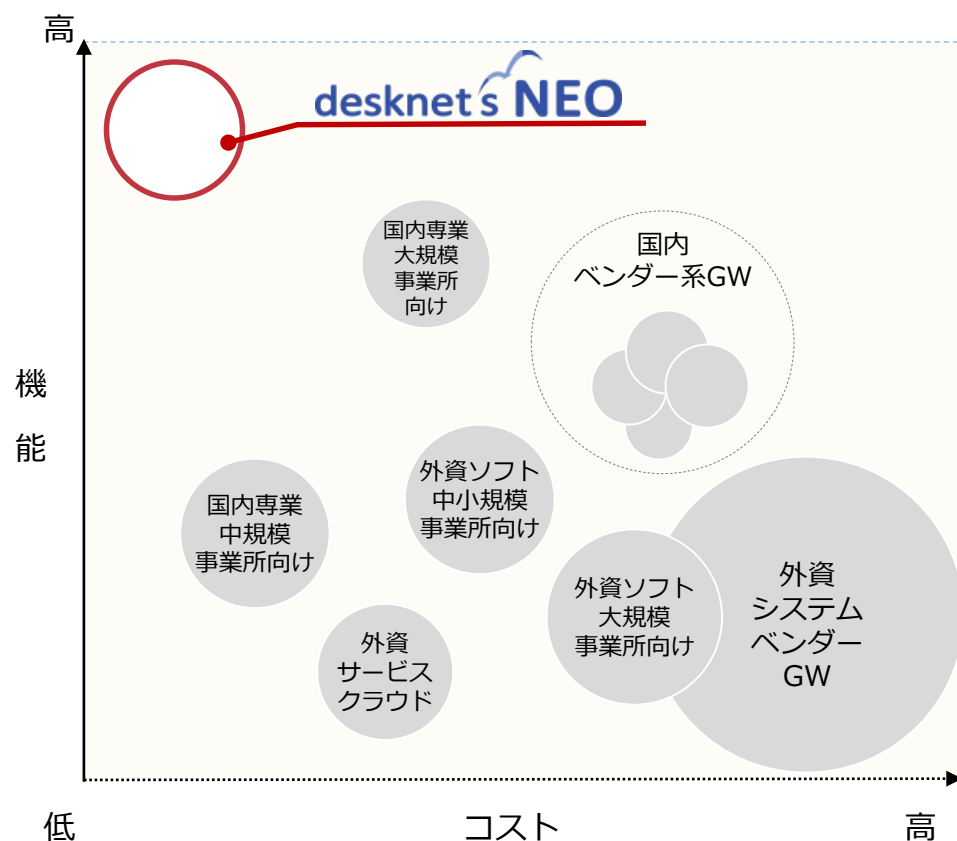 高
desknet's NEO
国内専業
大規模
事業所
向け
国内
ベンダー系GW
機
能
外資ソフト
中小規模
事業所向け
国内専業
中規模
事業所向け
外資ソフト
大規模
事業所向け
外資
システム
ベンダー
GW
外資
サービス
クラウド
低
コスト
高